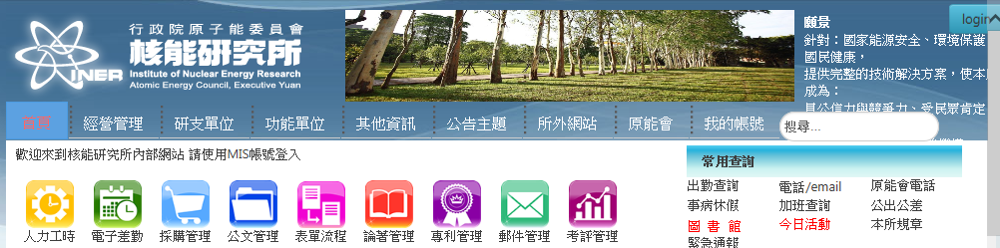 行政院原子能委員會
核能研究所
Institute of Nuclear Energy Research
Atomic Energy Council, Executive Yuan
INER
願景
針對：國家能源安全、環境保護
國民健康，
提供完整的技術解決方案，使本
成為：
具公信力與競爭力、受民眾肯定
login
經營管理
研支單位
功能單位
其他資訊
公告主題
所外網站
原能會
我的帳號
搜尋...
歡迎來到核能研究所內部網站 請使用MIS帳號登入
人力工時
電子差勤
採購管理
公文管理
表單流程
論著管理
專利管理
郵件管理
考評管理
常用查詢
出勤查詢 電話/email 原能會電話
事病休假 加班查詢 公出公差
圖 書 館 今日活動 本所規章
緊急通報